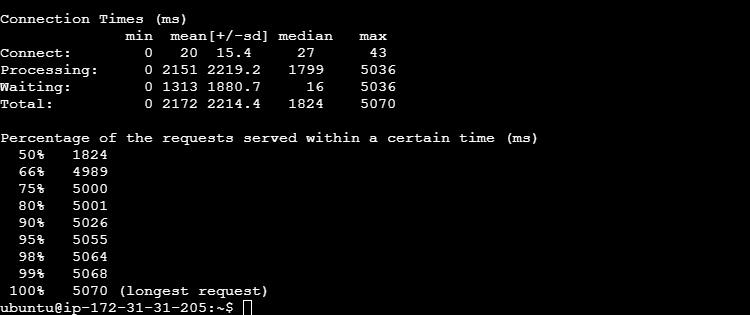 Connection Times (ms)
              min  mean[+/-sd] median   max
Connect:        0   20  15.4     27      43
Processing:     0 2151 2219.2   1799    5036
Waiting:        0 1313 1880.7     16    5036
Total:          0 2172 2214.4   1824    5070

Percentage of the requests served within a certain time (ms)
  50%   1824
  66%   4989
  75%   5000
  80%   5001
  90%   5026
  95%   5055
  98%   5064
  99%   5068
 100%   5070 (longest request)
ubuntu@ip-172-31-31-205:~$